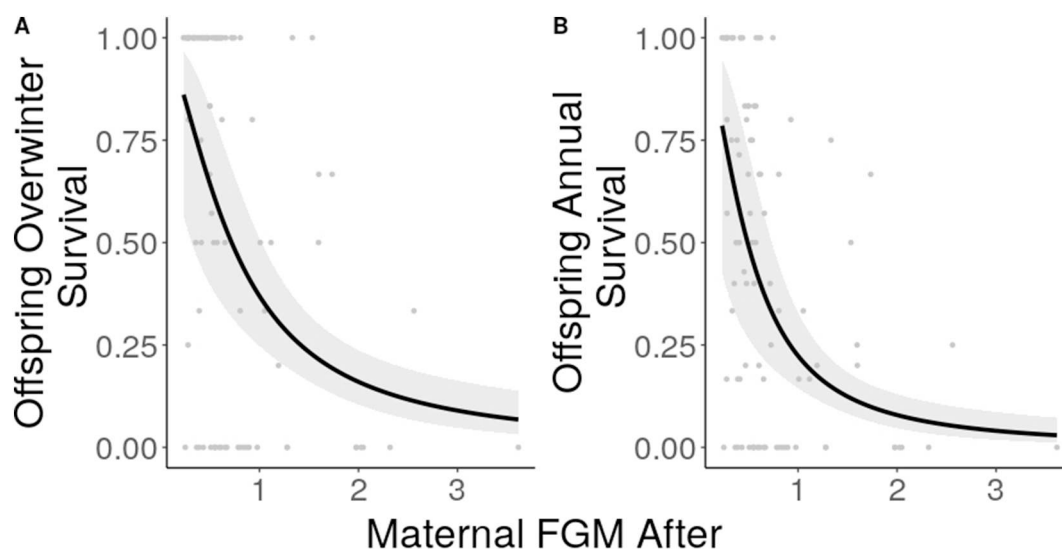 A
Offspring Overwinter
Survival
1.00
0.75
0.50
0.25
0.00
1 2 3
B
Offspring Annual
Survival
1.00
0.75
0.50
0.25
0.00
1 2 3
Maternal FGM After